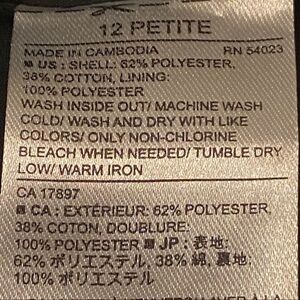 12 PETITE
MADE IN CAMBODIA RN 54023
■ US : SHELL: 62% POLYESTER,
38% COTTON, LINING:
100% POLYESTER
WASH INSIDE OUT/ MACHINE WASH
COLD/ WASH AND DRY WITH LIKE
COLORS/ ONLY NON-CHLORINE
BLEACH WHEN NEEDED/ TUMBLE DRY
LOW/ WARM IRON
CA 17897
■ CA : EXTÉRIEUR: 62% POLYESTER,
38% COTON, DOUBLURE:
100% POLYESTER ■ JP : 表地:
62% ポリエステル, 38% 綿, 裏地:
100% ポリエステル